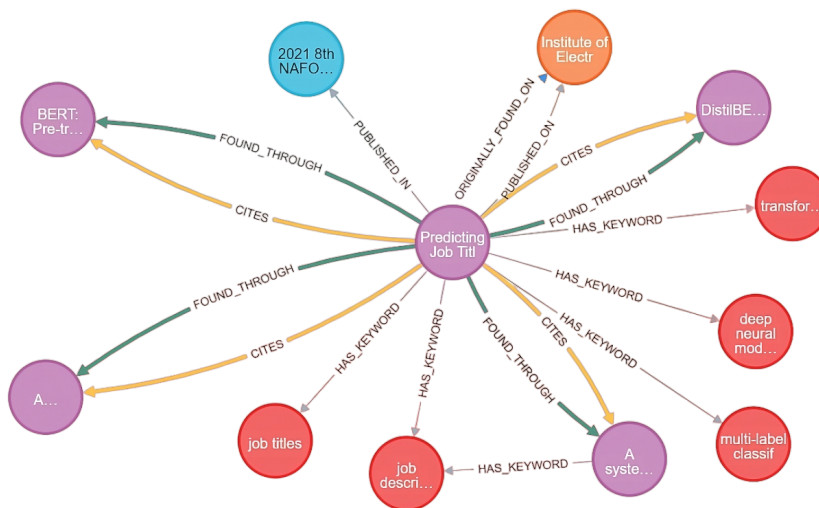 2021 8th
NAFO...
Institute of
Electr
BERT:
Pre-tr...
DistilBE...
FOUND_THROUGH
PUBLISHED_IN
ORIGINALLY_FOUND_ON
PUBLISHED_ON
CITES
FOUND_THROUGH
CITES
HAS_KEYWORD
transfor...
Predicting
Job Titl
FOUND_THROUGH
HAS_KEYWORD
deep
neural
mod...
CITES
HAS_KEYWORD
HAS_KEYWORD
FOUND_THROUGH
CITES
HAS_KEYWORD
A...
job titles
job
descri...
HAS_KEYWORD
A
syste...
multi-label
classif